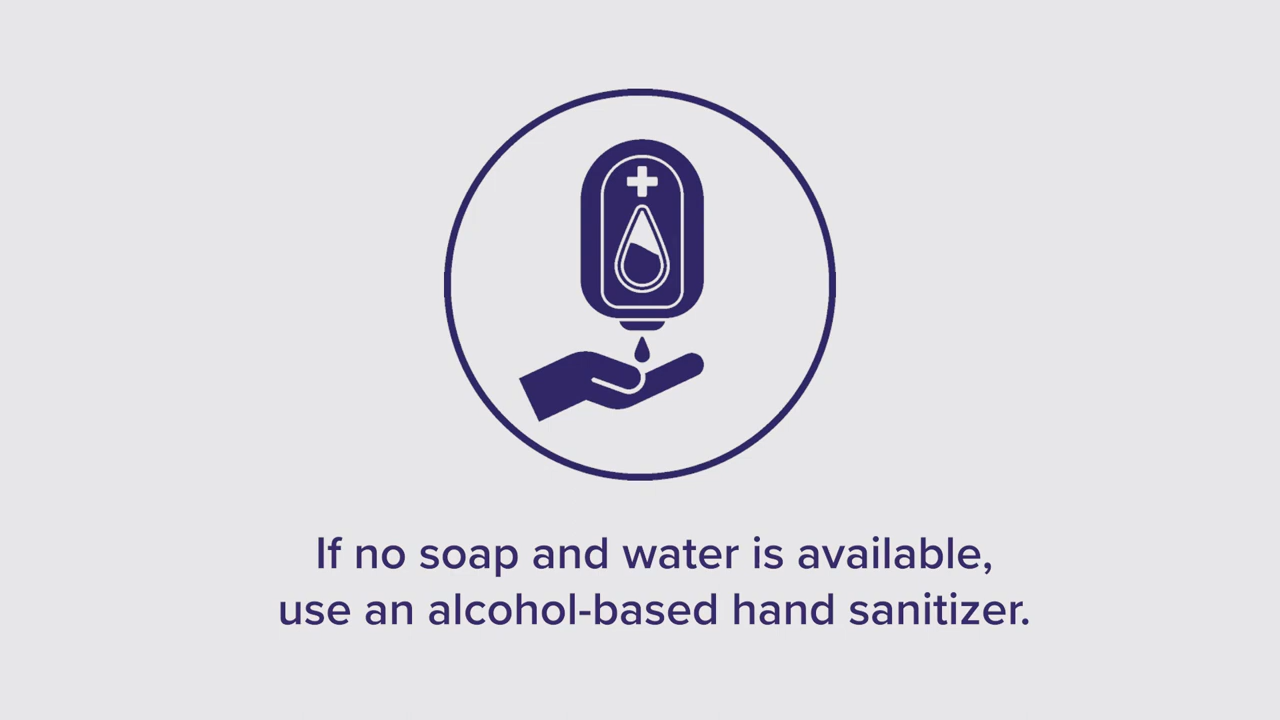 If no soap and water is available,
use an alcohol-based hand sanitizer.